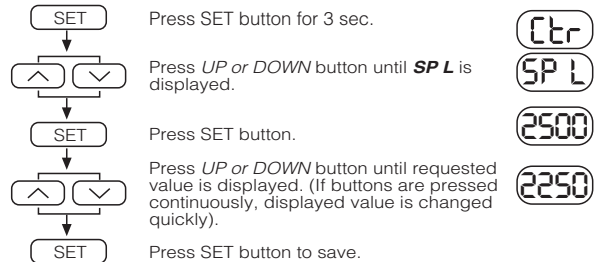 SET
Press SET button for 3 sec.
Ctr
Press UP or DOWN button until SP L is
displayed.
SP L
SET
Press SET button.
2500
Press UP or DOWN button until requested
value is displayed. (If buttons are pressed
continuously, displayed value is changed
quickly).
2250
SET
Press SET button to save.